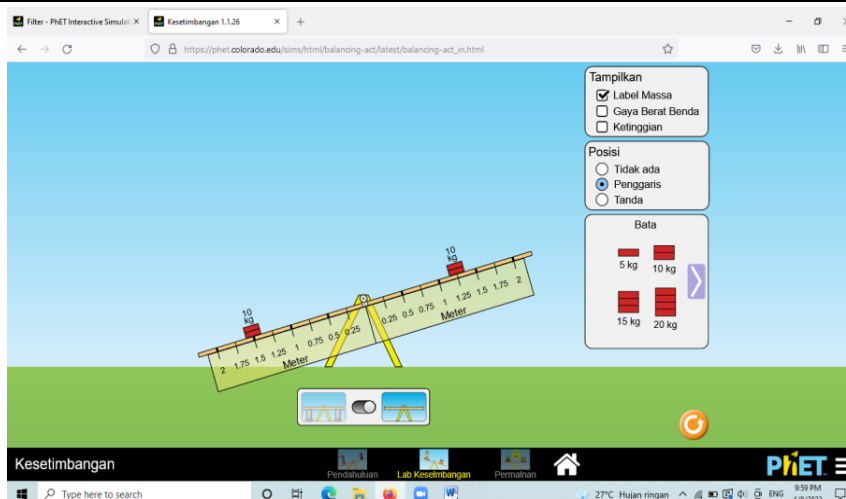 Filter - PhET Interactive Simulati
Kesetimbangan 1.1.26
https://phet.colorado.edu/sims/html/balancing-act/latest/balancing-act_in.html
Tampilkan
Label Massa
Gaya Berat Benda
Ketinggian
Posisi
Tidak ada
Penggaris
Tanda
Bata
5 kg 10 kg
15 kg 20 kg
10
kg
10
kg
2 1.75 1.5 1.25 1 0.75 0.5 0.25 0.25 0.5 0.75 1 1.25 1.5 1.75 2
Meter Meter
Kesetimbangan
Pendahuluan Lab Keseimbangan Permainan
PhET
Type here to search
27°C Hujan ringan
ENG
9:59 PM